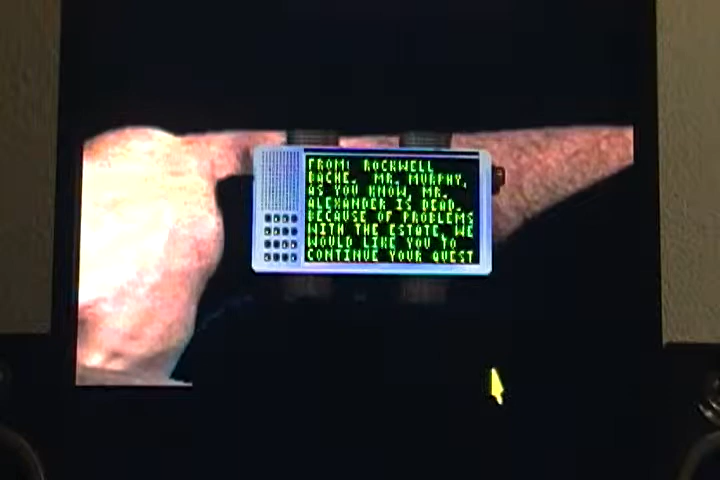 FROM: ROCKWELL
BACHE. MR. MURPHY,
AS YOU KNOW, MR.
ALEXANDER IS DEAD.
BECAUSE OF PROBLEMS
WITH THE ESTATE, WE
WOULD LIKE YOU TO
CONTINUE YOUR QUEST